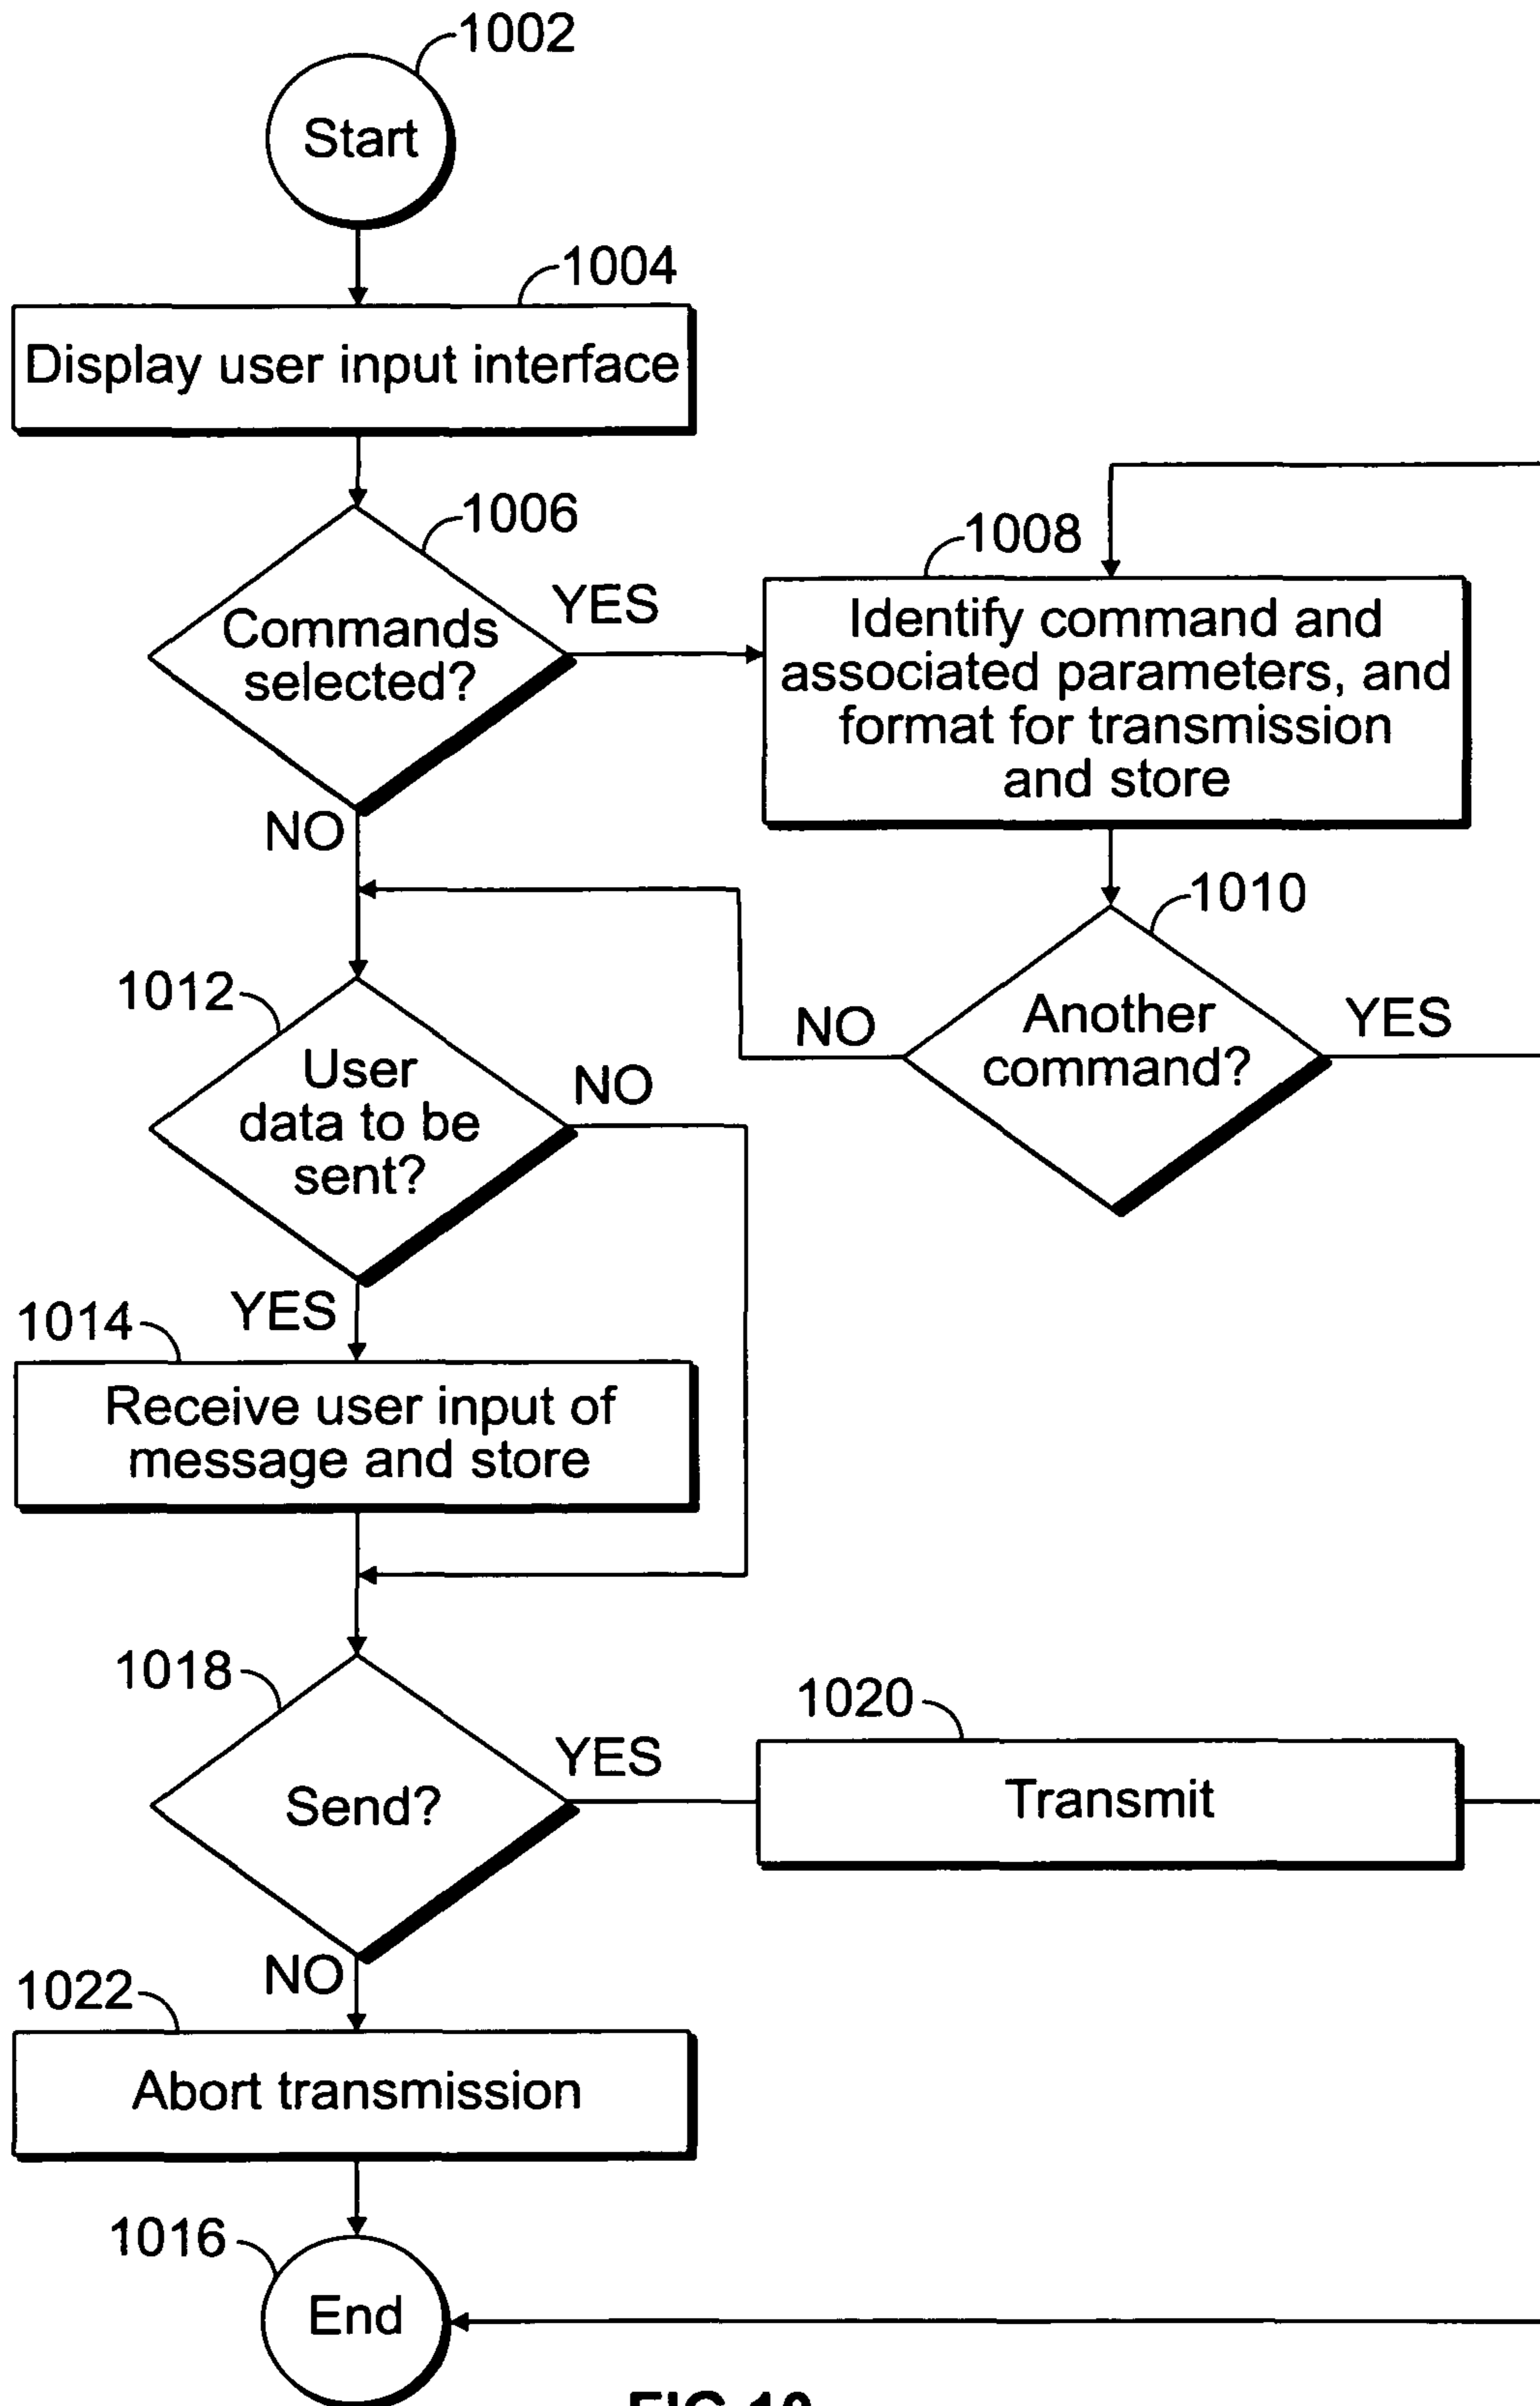 1002
Start
1004
Display user input interface
1006
Commands
selected?
YES
NO
1008
Identify command and
associated parameters, and
format for transmission
and store
1010
Another
command?
NO
YES
1012
User
data to be
sent?
NO
YES
1014
Receive user input of
message and store
1018
Send?
YES
NO
1020
Transmit
1022
Abort transmission
1016
End